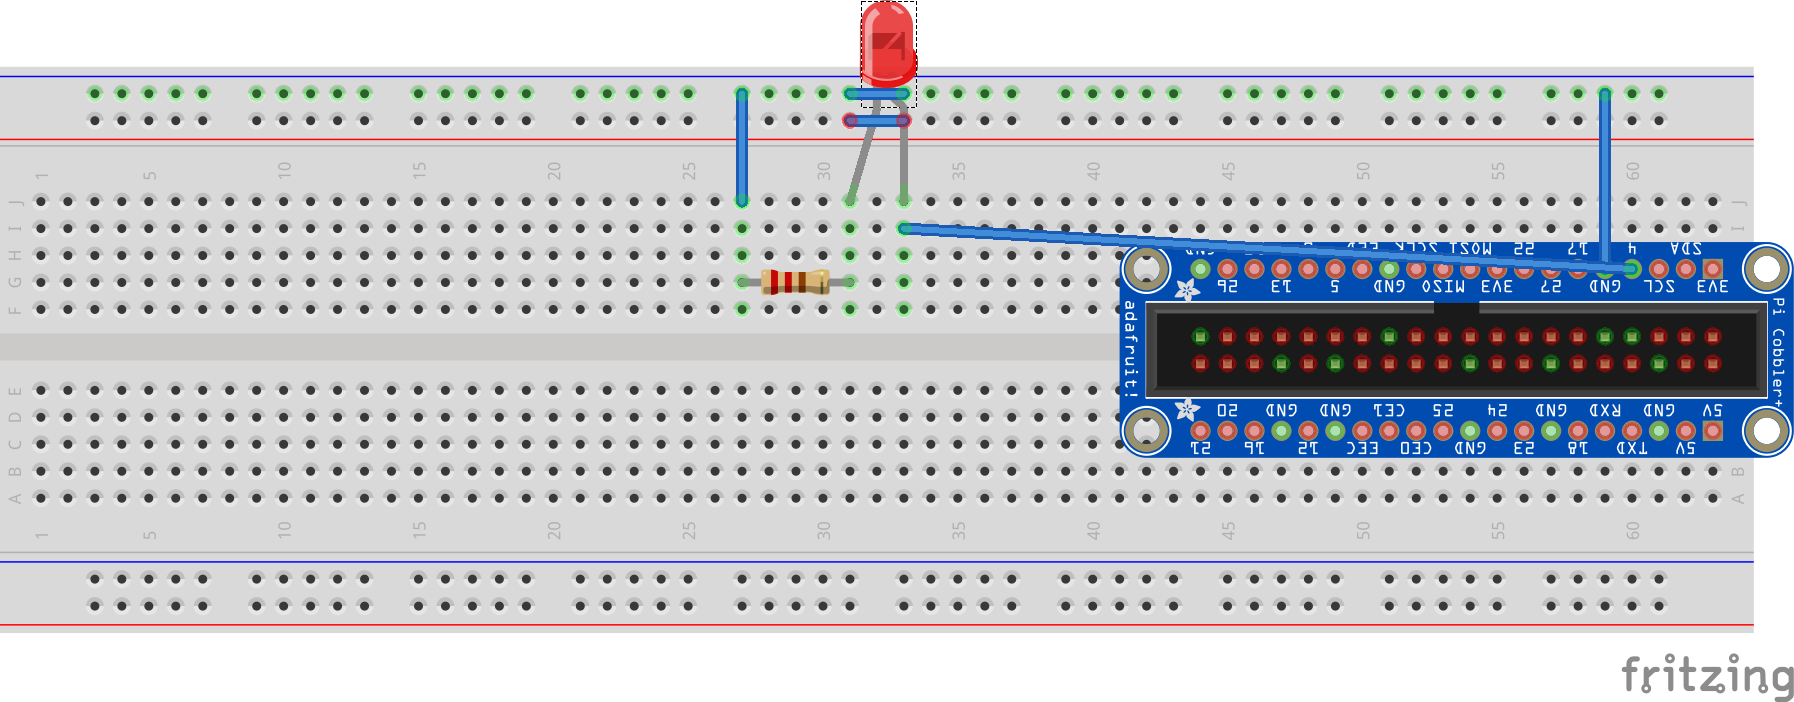 1 5 10 15 20 25 30 35 40 45 50 55 60
J J
I I
H
G
F
MOSI 22 17 4 SDA
26 13 5 GND MISO 3V3 27 GND SCL 3V3
adafruit!
Pi Cobbler+
E
D
C
B B
A A
20 GND GND CE1 25 24 GND RXD GND 5V
21 16 12 EEC CE0 GND 23 18 TXD 5V
1 5 10 15 20 25 30 35 40 45 50 55 60
fritzing